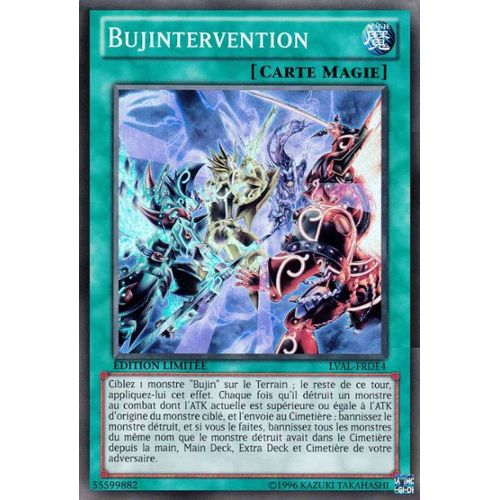 BUJINTERVENTION
MAGIE
魔
[CARTE MAGIE]
EDITION LIMITÉE
LVAL-FRDE4
Ciblez 1 monstre "Bujin" sur le Terrain ; le reste de ce tour,
appliquez-lui cet effet. Chaque fois qu'il détruit un monstre
au combat dont l'ATK actuelle est supérieure ou égale à l'ATK
d'origine du monstre ciblé, et l'envoie au Cimetière : bannissez le
monstre détruit, et si vous le faites, bannissez tous les monstres
du même nom que le monstre détruit avait dans le Cimetière
depuis la main, Main Deck, Extra Deck et Cimetière de votre
adversaire.
55599882
©1996 KAZUKI TAKAHASHI